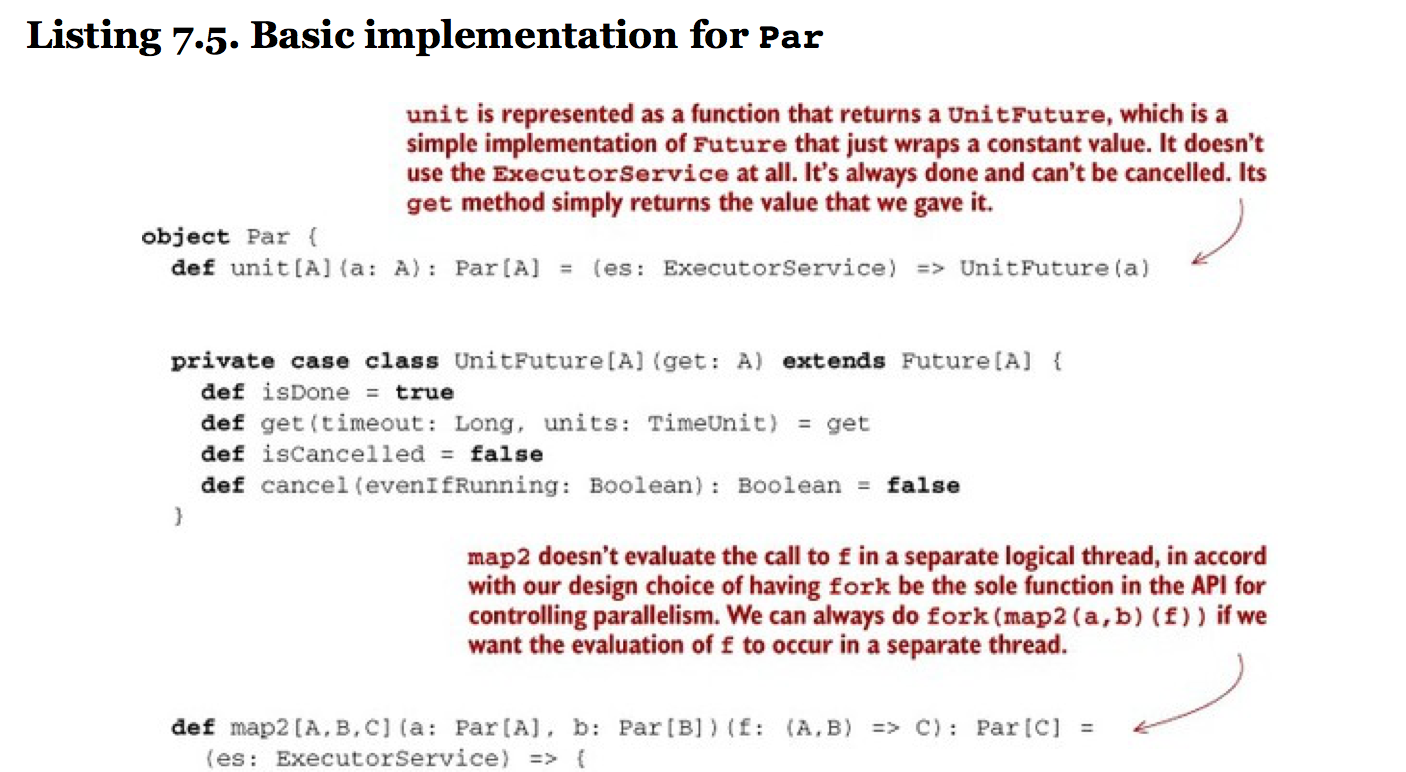 Listing 7.5. Basic implementation for Par
unit is represented as a function that returns a UnitFuture, which is a
simple implementation of Future that just wraps a constant value. It doesn't
use the ExecutorService at all. It's always done and can't be cancelled. Its
get method simply returns the value that we gave it.
object Par {
def unit[A](a: A): Par[A] = (es: ExecutorService) => UnitFuture(a)
private case class UnitFuture[A](get: A) extends Future[A] {
def isDone = true
def get(timeout: Long, units: TimeUnit) = get
def isCancelled = false
def cancel(evenIfRunning: Boolean): Boolean = false
}
map2 doesn't evaluate the call to f in a separate logical thread, in accord
with our design choice of having fork be the sole function in the API for
controlling parallelism. We can always do fork(map2(a,b)(f)) if we
want the evaluation of f to occur in a separate thread.
def map2[A,B,C](a: Par[A], b: Par[B])(f: (A,B) => C): Par[C] =
(es: ExecutorService) => {